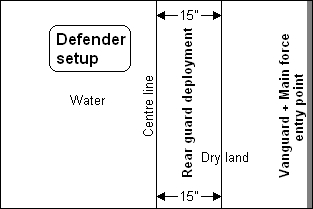 15"
Defender
setup
Water
Centre line
Rear guard deployment
Dry land
Vanguard + Main force
entry point
15"